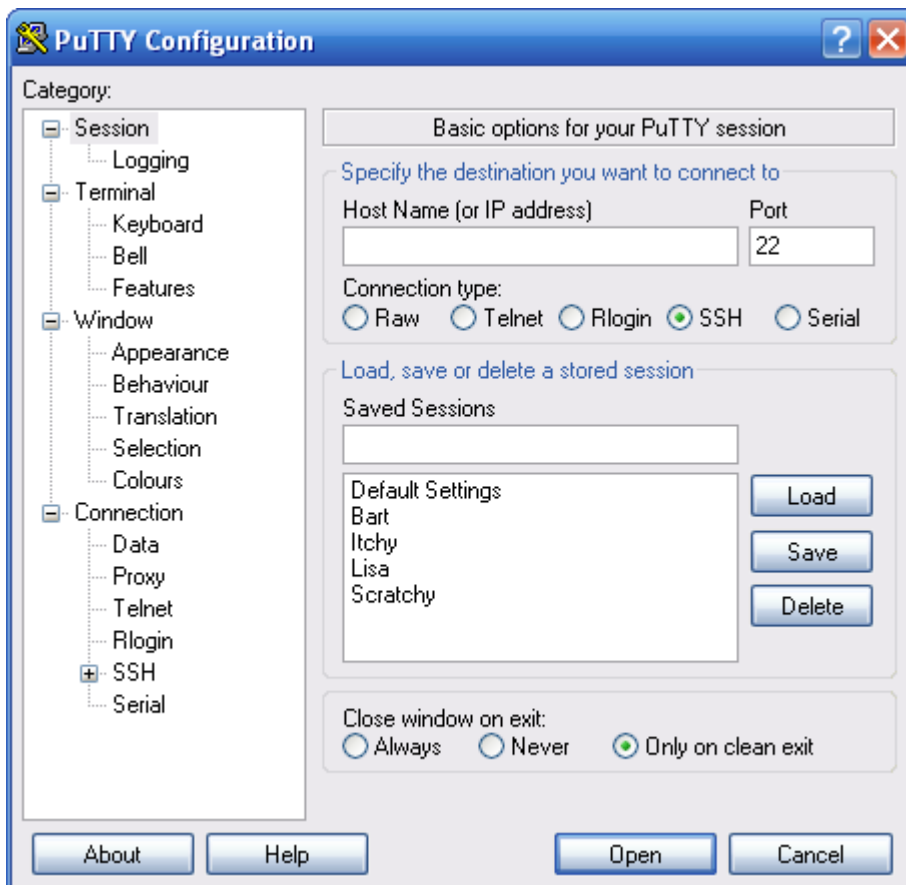 PuTTY Configuration
?
Category:
Session
Logging
Terminal
Keyboard
Bell
Features
Window
Appearance
Behaviour
Translation
Selection
Colours
Connection
Data
Proxy
Telnet
Rlogin
SSH
Serial
Basic options for your PuTTY session
Specify the destination you want to connect to
Host Name (or IP address) Port
22
Connection type:
Raw Telnet Rlogin SSH Serial
Load, save or delete a stored session
Saved Sessions
Default Settings
Bart
Itchy
Lisa
Scratchy
Load
Save
Delete
Close window on exit:
Always Never Only on clean exit
About Help Open Cancel